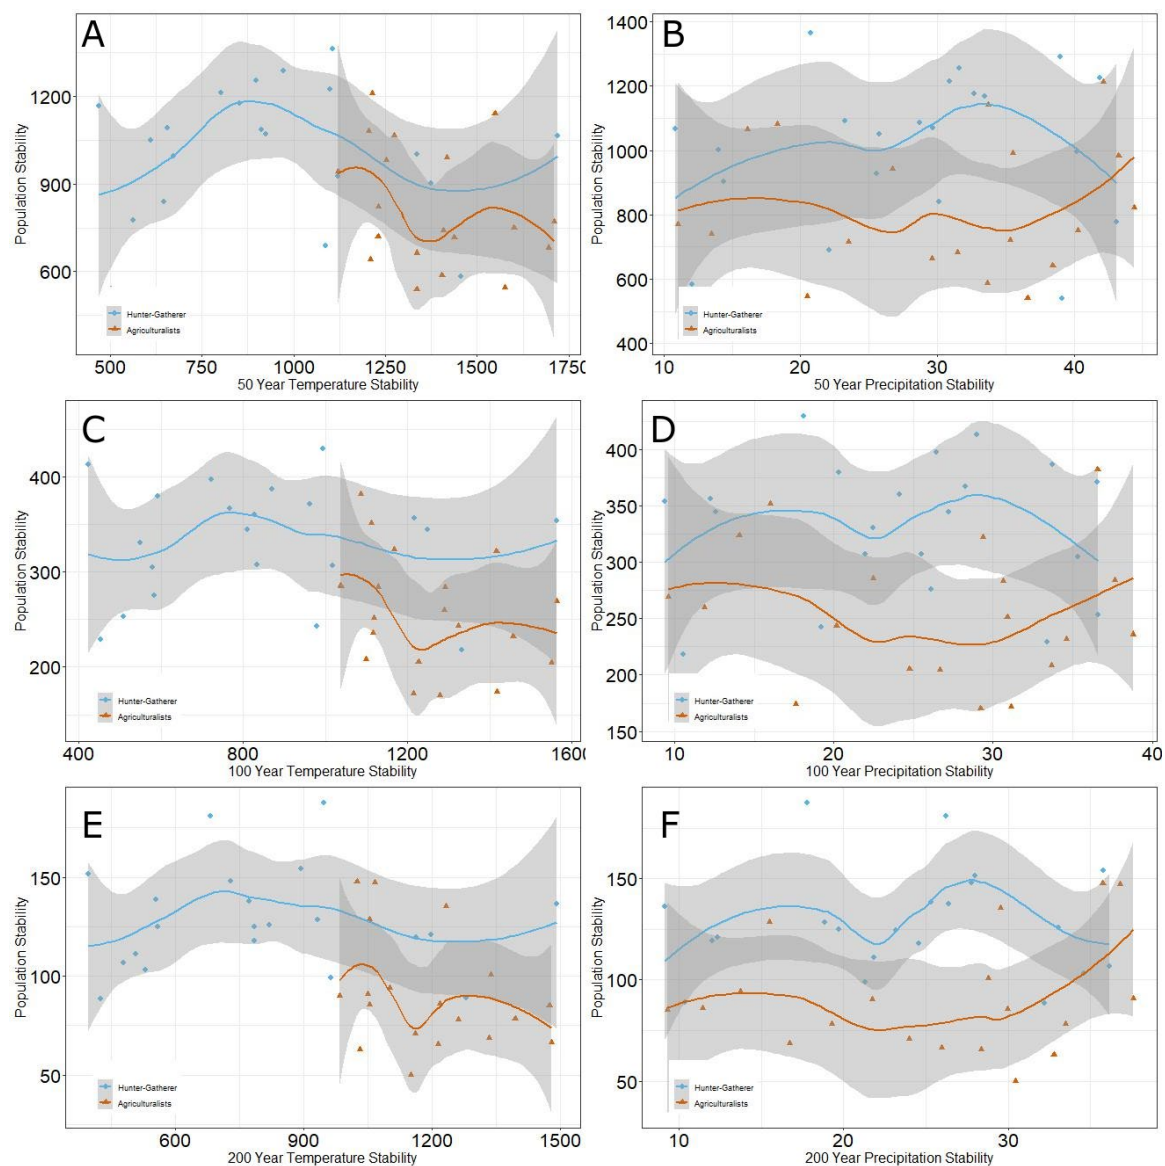 A
Population Stability
1200
900
600
Hunter-Gatherer
Agriculturalists
500 750 1000 1250 1500 1750
50 Year Temperature Stability
B
Population Stability
1400
1200
1000
800
600
400
Hunter-Gatherer
Agriculturalists
10 20 30 40
50 Year Precipitation Stability
C
Population Stability
400
300
200
Hunter-Gatherer
Agriculturalists
400 800 1200 1600
100 Year Temperature Stability
D
Population Stability
400
350
300
250
200
150
Hunter-Gatherer
Agriculturalists
10 20 30 40
100 Year Precipitation Stability
E
Population Stability
150
100
50
Hunter-Gatherer
Agriculturalists
600 900 1200 1500
200 Year Temperature Stability
F
Population Stability
150
100
50
Hunter-Gatherer
Agriculturalists
10 20 30
200 Year Precipitation Stability